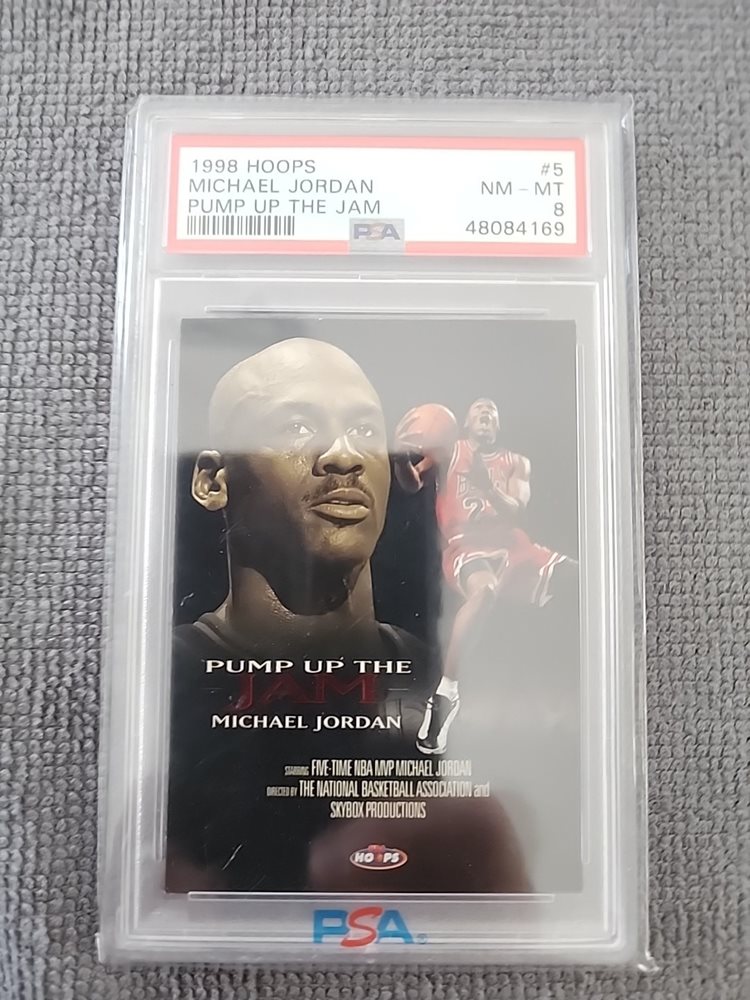 1998 HOOPS #5
MICHAEL JORDAN NM - MT
PUMP UP THE JAM 8
PSA 48084169
BULLS
2
PUMP UP THE
JAM
MICHAEL JORDAN
STARRING FIVE-TIME NBA MVP MICHAEL JORDAN
DIRECTED BY THE NATIONAL BASKETBALL ASSOCIATION and
SKYBOX PRODUCTIONS
HOOPS
PSA